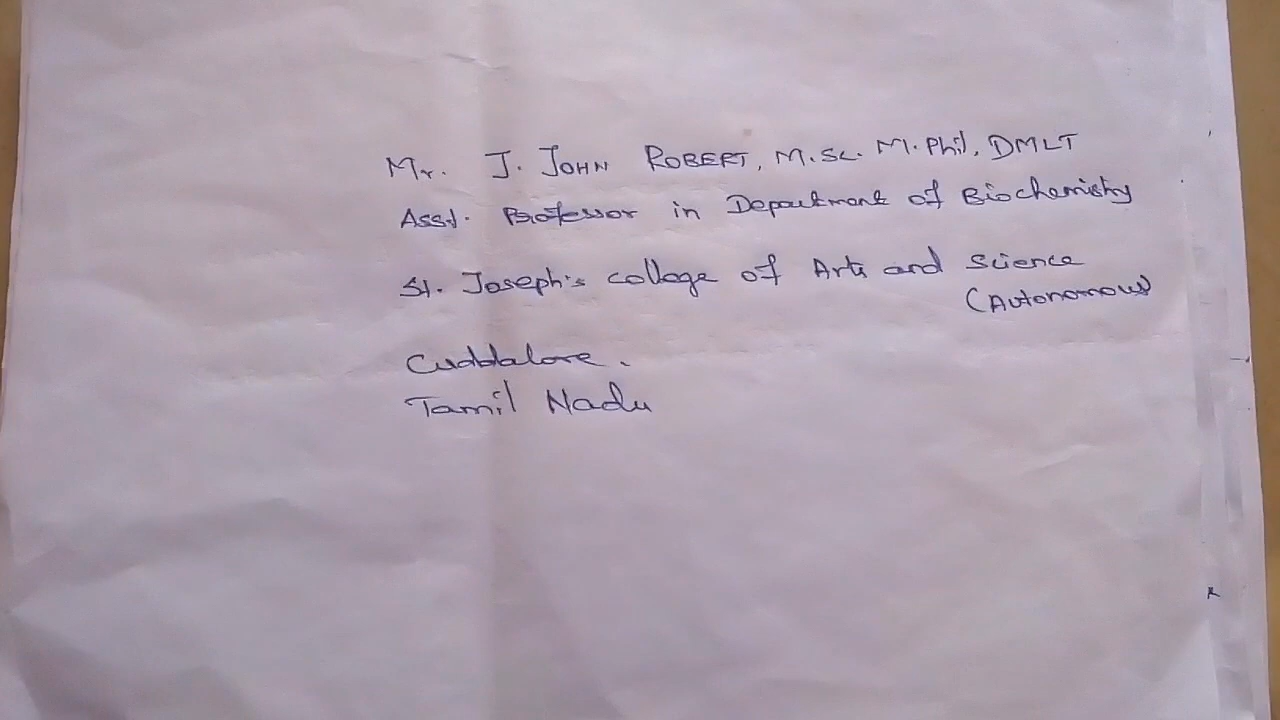 Mr. J. JOHN ROBERT, M.Sc. M.Phil, DMLT
Asst. Professor in Department of Biochemistry
St. Joseph's college of Arts and Science
(Autonomous)
Cuddalore.
Tamil Nadu